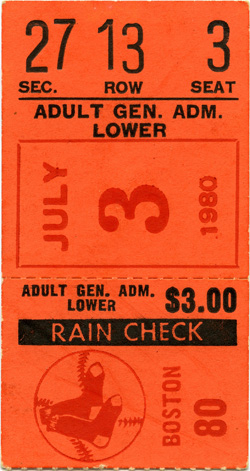 27 13 3
SEC. ROW SEAT
ADULT GEN. ADM.
LOWER
JULY 3 1980
ADULT GEN. ADM.
LOWER $3.00
RAIN CHECK
BOSTON 80